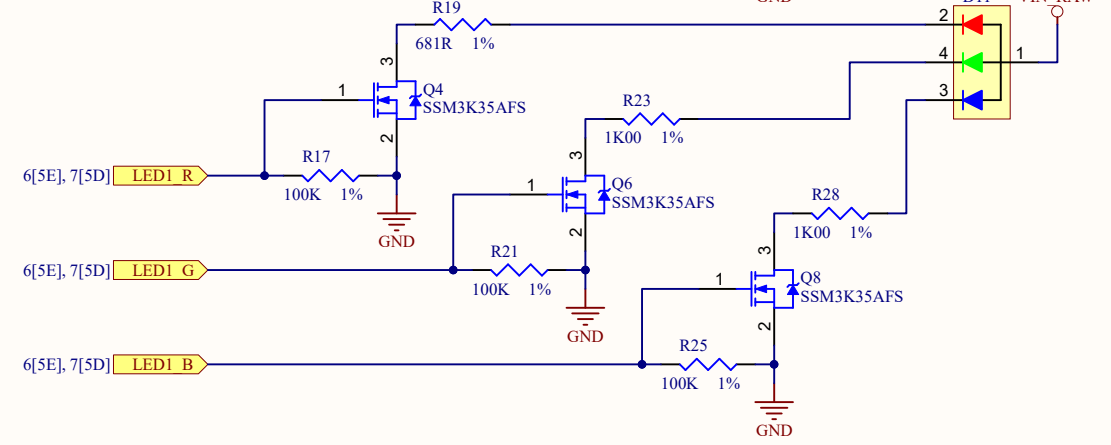 GND
R19
681R 1%
2
3
4
1
3
1
Q4
SSM3K35AFS
2
R23
1K00 1%
3
R17
100K 1%
6[5E], 7[5D] LED1_R
1
Q6
SSM3K35AFS
2
R28
1K00 1%
GND
3
R21
100K 1%
6[5E], 7[5D] LED1_G
1
Q8
SSM3K35AFS
2
GND
R25
100K 1%
6[5E], 7[5D] LED1_B
GND